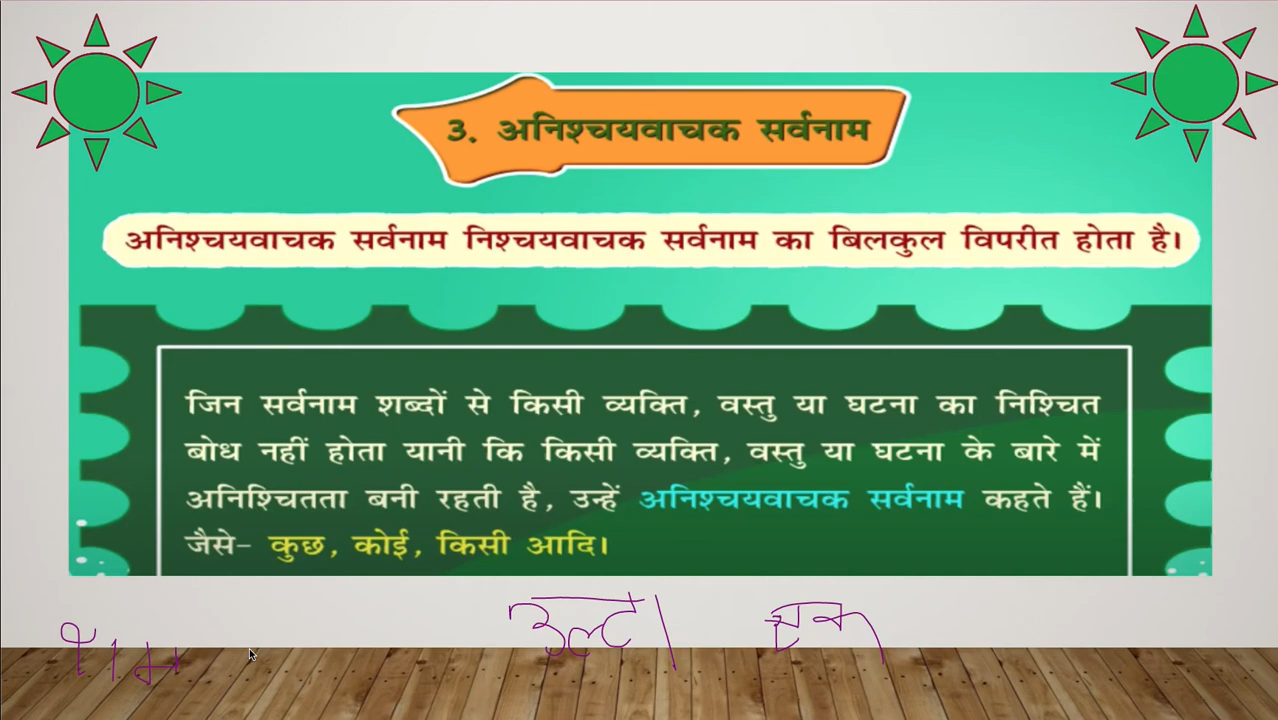 3. अनिश्चयवाचक सर्वनाम
अनिश्चयवाचक सर्वनाम निश्चयवाचक सर्वनाम का बिलकुल विपरीत होता है।
जिन सर्वनाम शब्दों से किसी व्यक्ति, वस्तु या घटना का निश्चित
बोध नहीं होता यानी कि किसी व्यक्ति, वस्तु या घटना के बारे में
अनिश्चितता बनी रहती है, उन्हें अनिश्चयवाचक सर्वनाम कहते हैं।
जैसे- कुछ, कोई, किसी आदि।
उल्टा